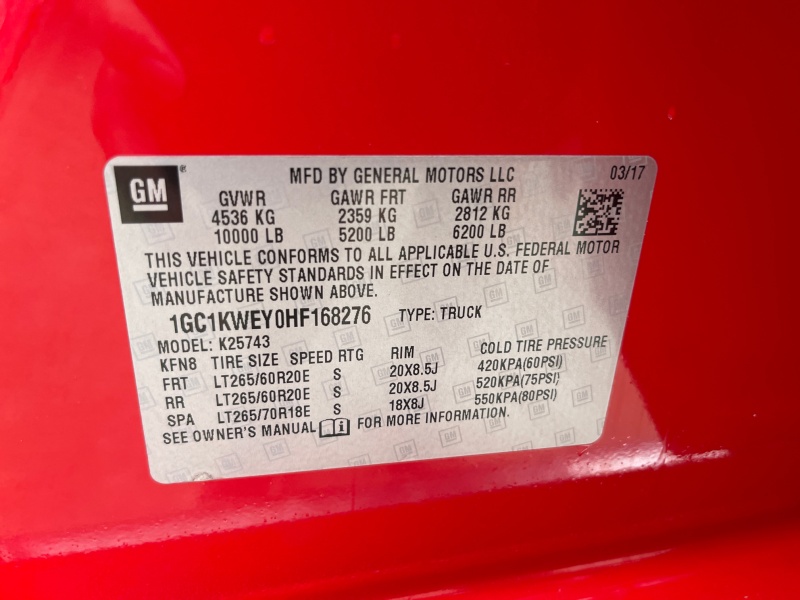 GM ® MFD BY GENERAL MOTORS LLC 03/17
GVWR GAWR FRT GAWR RR
4536 KG 2359 KG 2812 KG
10000 LB 5200 LB 6200 LB
THIS VEHICLE CONFORMS TO ALL APPLICABLE U.S. FEDERAL MOTOR
VEHICLE SAFETY STANDARDS IN EFFECT ON THE DATE OF
MANUFACTURE SHOWN ABOVE.
1GC1KWEY0HF168276 TYPE: TRUCK
MODEL: K25743
KFN8 TIRE SIZE SPEED RTG RIM COLD TIRE PRESSURE
FRT LT265/60R20E S 20X8.5J 420KPA(60PSI)
RR LT265/60R20E S 20X8.5J 520KPA(75PSI)
SPA LT265/70R18E S 18X8J 550KPA(80PSI)
SEE OWNER'S MANUAL i FOR MORE INFORMATION.